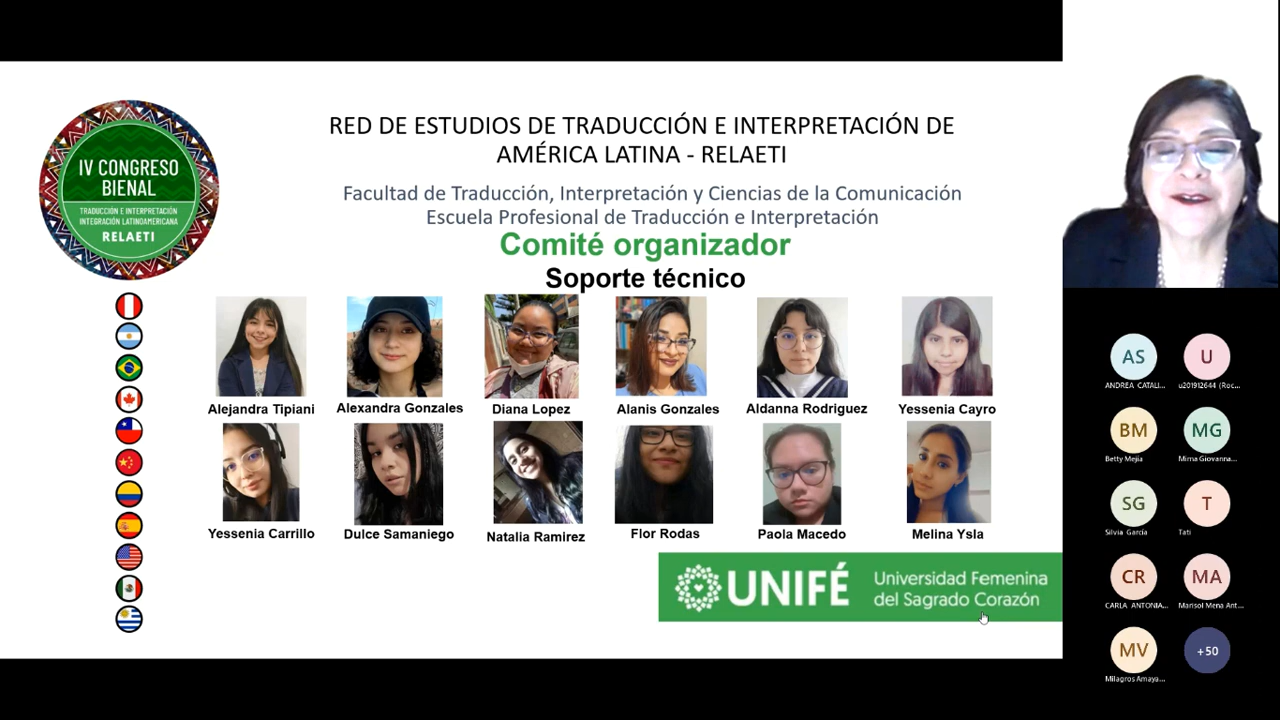 IV CONGRESO
BIENAL
TRADUCCIÓN E INTERPRETACIÓN
INTEGRACIÓN LATINOAMERICANA
RELAETI
RED DE ESTUDIOS DE TRADUCCIÓN E INTERPRETACIÓN DE
AMÉRICA LATINA - RELAETI
Facultad de Traducción, Interpretación y Ciencias de la Comunicación
Escuela Profesional de Traducción e Interpretación
Comité organizador
Soporte técnico
Alejandra Tipiani Alexandra Gonzales Diana Lopez Alanis Gonzales Aldanna Rodriguez Yessenia Cayro
Yessenia Carrillo Dulce Samaniego Natalia Ramirez Flor Rodas Paola Macedo Melina Ysla
UNIFÉ
Universidad Femenina
del Sagrado Corazón
AS U
ANDREA CATALI... u201912644 (Roc...
BM MG
Betty Mejía Mirna Giovanna...
SG T
Silvia García Tati
CR MA
CARLA ANTONIA... Marisol Mena Ant...
MV +50
Milagros Amaya...